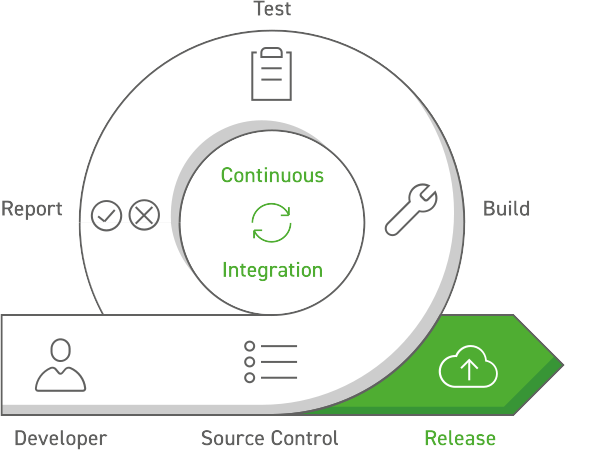 Test
Continuous
Report
Build
Integration
Developer
Source Control
Release